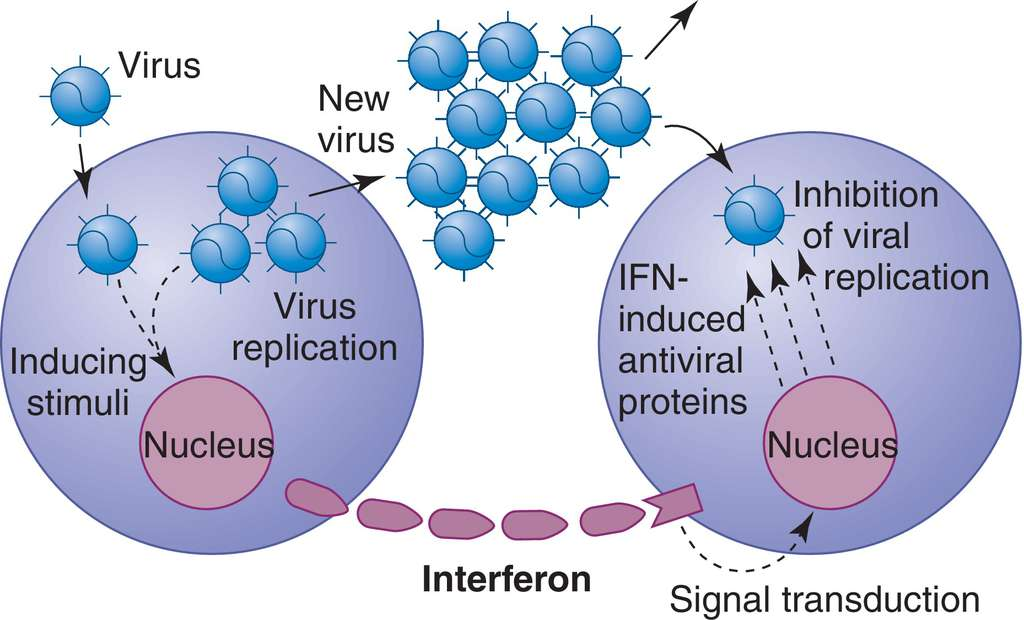 Virus
New
virus
Virus
replication
Inducing
stimuli
Nucleus
Inhibition
of viral
replication
IFN-
induced
antiviral
proteins
Nucleus
Interferon
Signal transduction